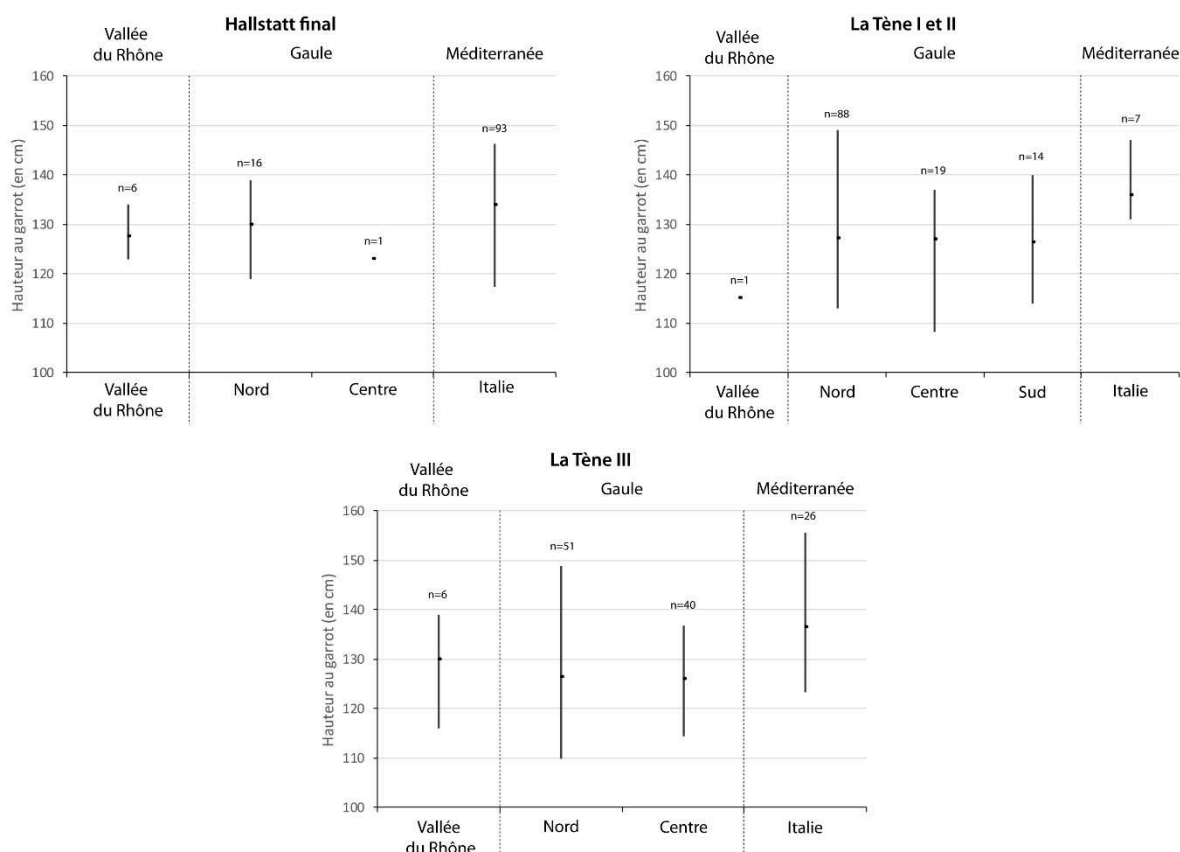 Hallstatt final
Vallée
du Rhône
Gaule
Méditerranée
Hauteur au garrot (en cm)
160
150
140
130
120
110
100
n=6
n=16
n=1
n=93
Vallée
du Rhône
Nord
Centre
Italie
La Tène I et II
Vallée
du Rhône
Gaule
Méditerranée
Hauteur au garrot (en cm)
160
150
140
130
120
110
100
n=1
n=88
n=19
n=14
n=7
Vallée
du Rhône
Nord
Centre
Sud
Italie
La Tène III
Vallée
du Rhône
Gaule
Méditerranée
Hauteur au garrot (en cm)
160
150
140
130
120
110
100
n=6
n=51
n=40
n=26
Vallée
du Rhône
Nord
Centre
Italie